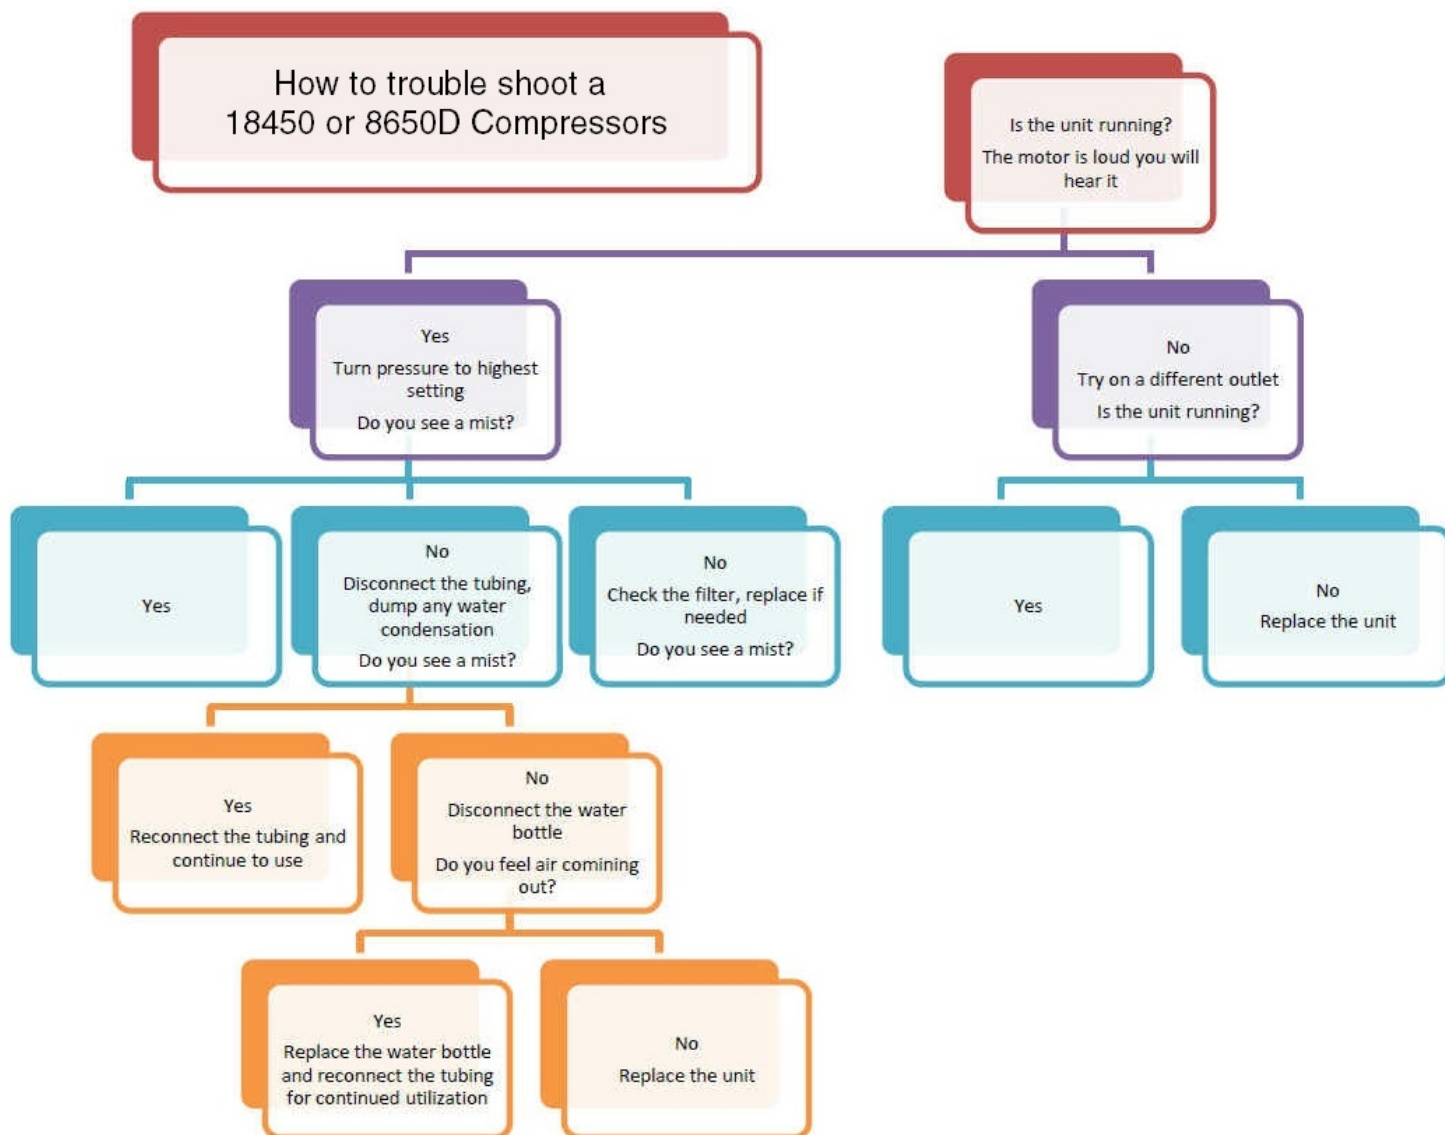 How to trouble shoot a
18450 or 8650D Compressors
Is the unit running?
The motor is loud you will
hear it
Yes
Turn pressure to highest
setting
Do you see a mist?
No
Try on a different outlet
Is the unit running?
Yes
No
Disconnect the tubing,
dump any water
condensation
Do you see a mist?
No
Check the filter, replace if
needed
Do you see a mist?
Yes
No
Replace the unit
Yes
Reconnect the tubing and
continue to use
No
Disconnect the water
bottle
Do you feel air comining
out?
Yes
Replace the water bottle
and reconnect the tubing
for continued utilization
No
Replace the unit